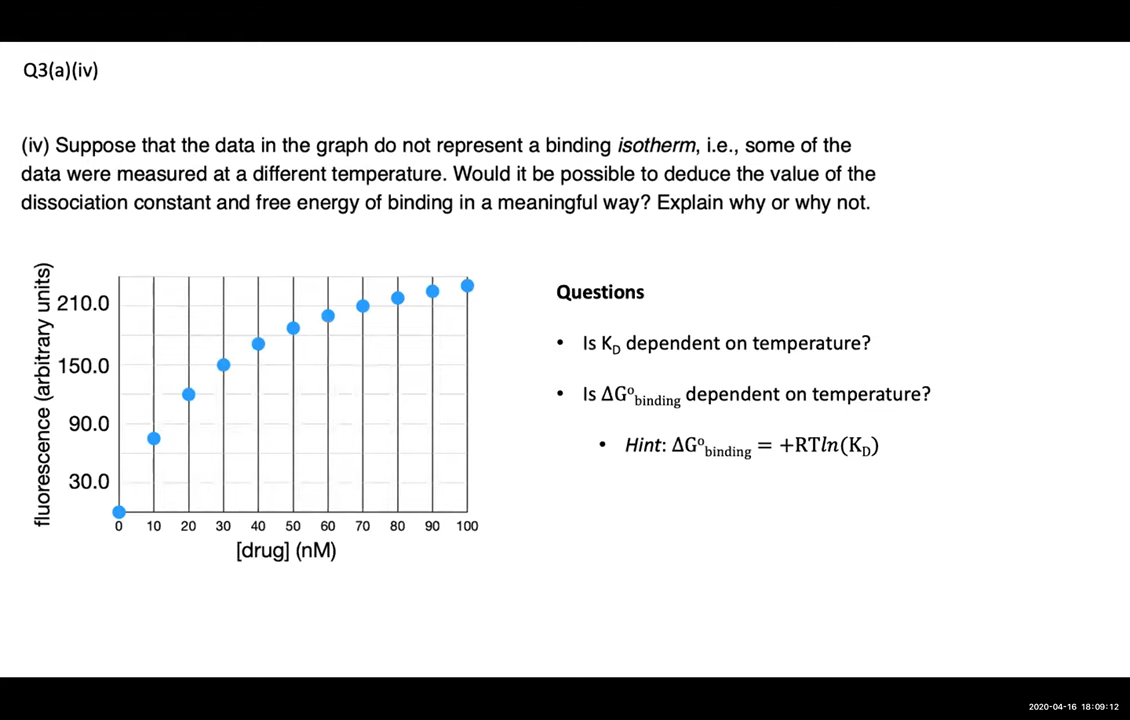 Q3(a)(iv)
(iv) Suppose that the data in the graph do not represent a binding isotherm, i.e., some of the
data were measured at a different temperature. Would it be possible to deduce the value of the
dissociation constant and free energy of binding in a meaningful way? Explain why or why not.
fluorescence (arbitrary units)
210.0
150.0
90.0
30.0
0 10 20 30 40 50 60 70 80 90 100
[drug] (nM)
Questions
• Is K_D dependent on temperature?
• Is ΔG°_binding dependent on temperature?
• Hint: ΔG°_binding = +RTln(K_D)
2020-04-16 18:09:12